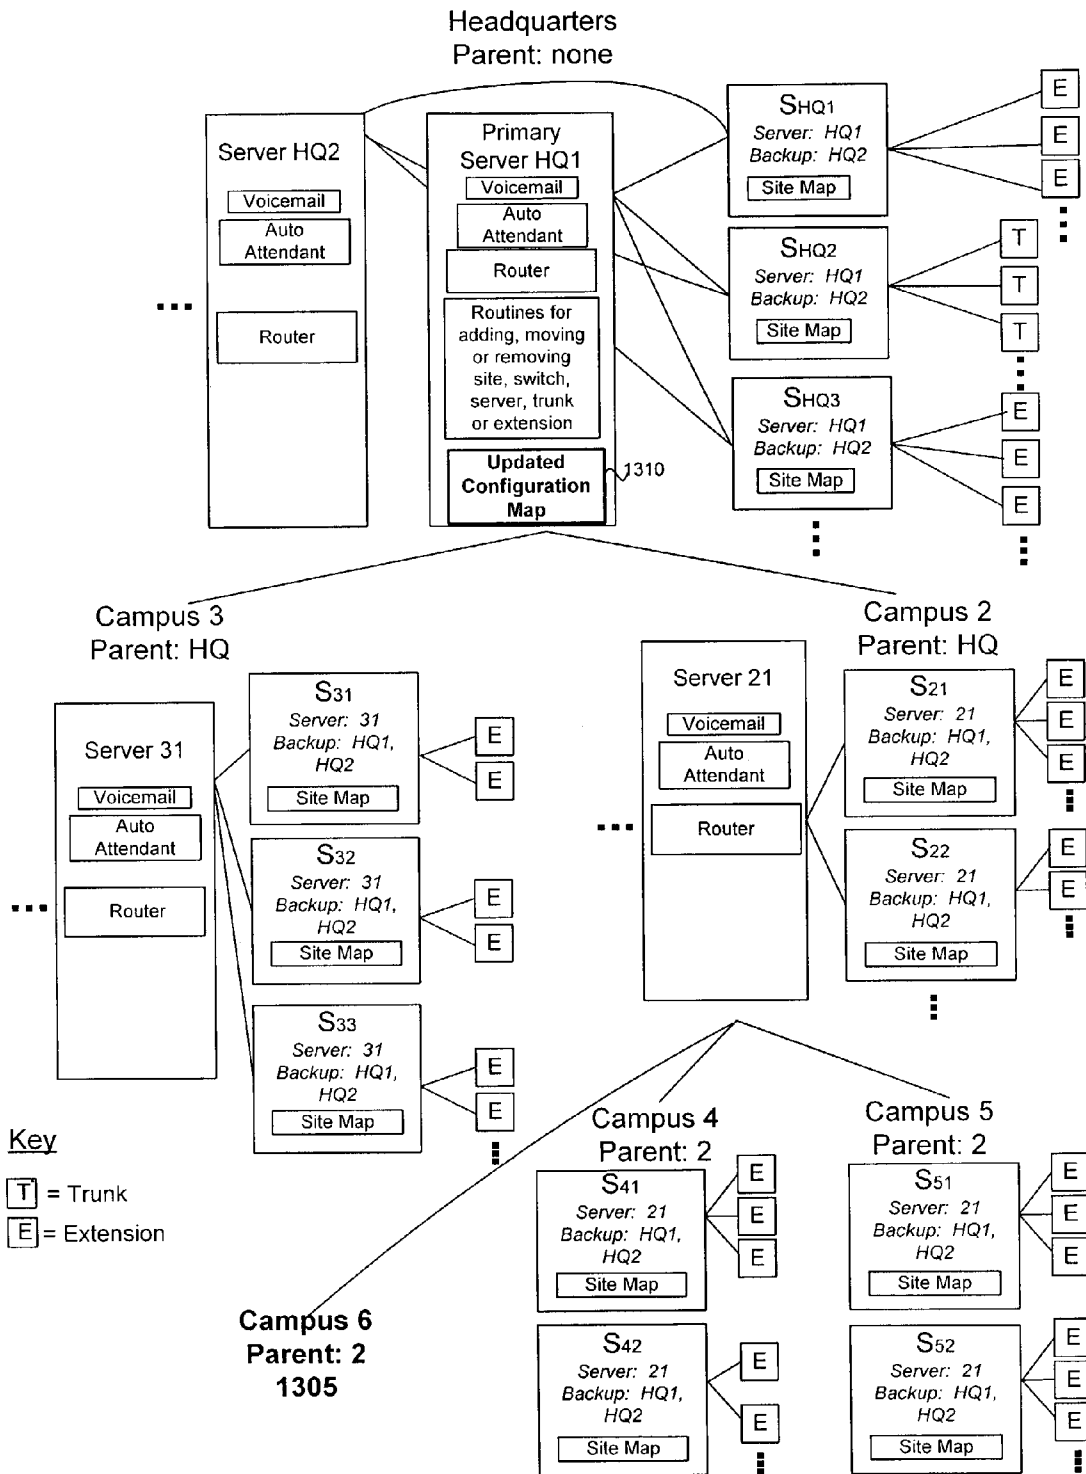 Headquarters
Parent: none
Server HQ2
Voicemail
Auto
Attendant
Router
Primary
Server HQ1
Voicemail
Auto
Attendant
Router
Routines for
adding, moving
or removing
site, switch,
server, trunk
or extension
Updated
Configuration
Map
1310
SHQ1
Server: HQ1
Backup: HQ2
Site Map
E
E
E
SHQ2
Server: HQ1
Backup: HQ2
Site Map
T
T
T
SHQ3
Server: HQ1
Backup: HQ2
Site Map
E
E
E
Campus 3
Parent: HQ
Server 31
Voicemail
Auto
Attendant
Router
S31
Server: 31
Backup: HQ1,
HQ2
Site Map
E
E
S32
Server: 31
Backup: HQ1,
HQ2
Site Map
E
E
S33
Server: 31
Backup: HQ1,
HQ2
Site Map
E
E
Campus 2
Parent: HQ
Server 21
Voicemail
Auto
Attendant
Router
S21
Server: 21
Backup: HQ1,
HQ2
Site Map
E
E
E
S22
Server: 21
Backup: HQ1,
HQ2
Site Map
E
E
Key
T = Trunk
E = Extension
Campus 6
Parent: 2
1305
Campus 4
Parent: 2
S41
Server: 21
Backup: HQ1,
HQ2
Site Map
E
E
E
S42
Server: 21
Backup: HQ1,
HQ2
Site Map
E
E
Campus 5
Parent: 2
S51
Server: 21
Backup: HQ1,
HQ2
Site Map
E
E
E
S52
Server: 21
Backup: HQ1,
HQ2
Site Map
E
E
E